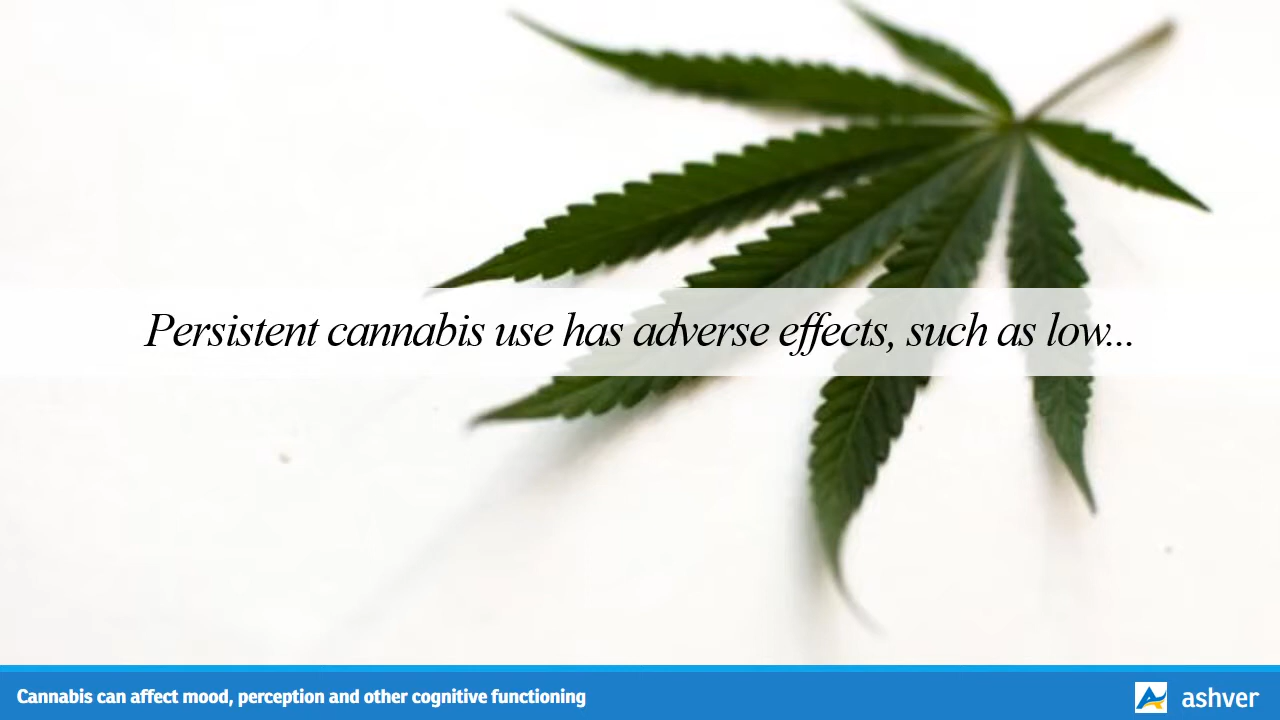 Persistent cannabis use has adverse effects, such as low...
Cannabis can affect mood, perception and other cognitive functioning
ashver